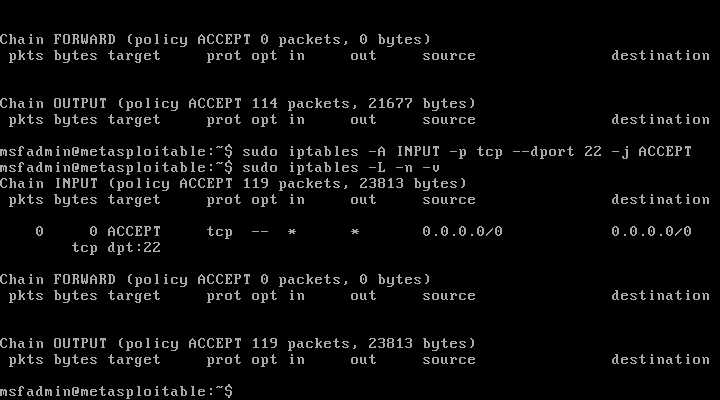 Chain FORWARD (policy ACCEPT 0 packets, 0 bytes)
 pkts bytes target     prot opt in     out     source               destination
Chain OUTPUT (policy ACCEPT 114 packets, 21677 bytes)
 pkts bytes target     prot opt in     out     source               destination
msfadmin@metasploitable:~$ sudo iptables -A INPUT -p tcp --dport 22 -j ACCEPT
msfadmin@metasploitable:~$ sudo iptables -L -n -v
Chain INPUT (policy ACCEPT 119 packets, 23813 bytes)
 pkts bytes target     prot opt in     out     source               destination
    0     0 ACCEPT     tcp  --  *      *       0.0.0.0/0            0.0.0.0/0
        tcp dpt:22
Chain FORWARD (policy ACCEPT 0 packets, 0 bytes)
 pkts bytes target     prot opt in     out     source               destination
Chain OUTPUT (policy ACCEPT 119 packets, 23813 bytes)
 pkts bytes target     prot opt in     out     source               destination
msfadmin@metasploitable:~$